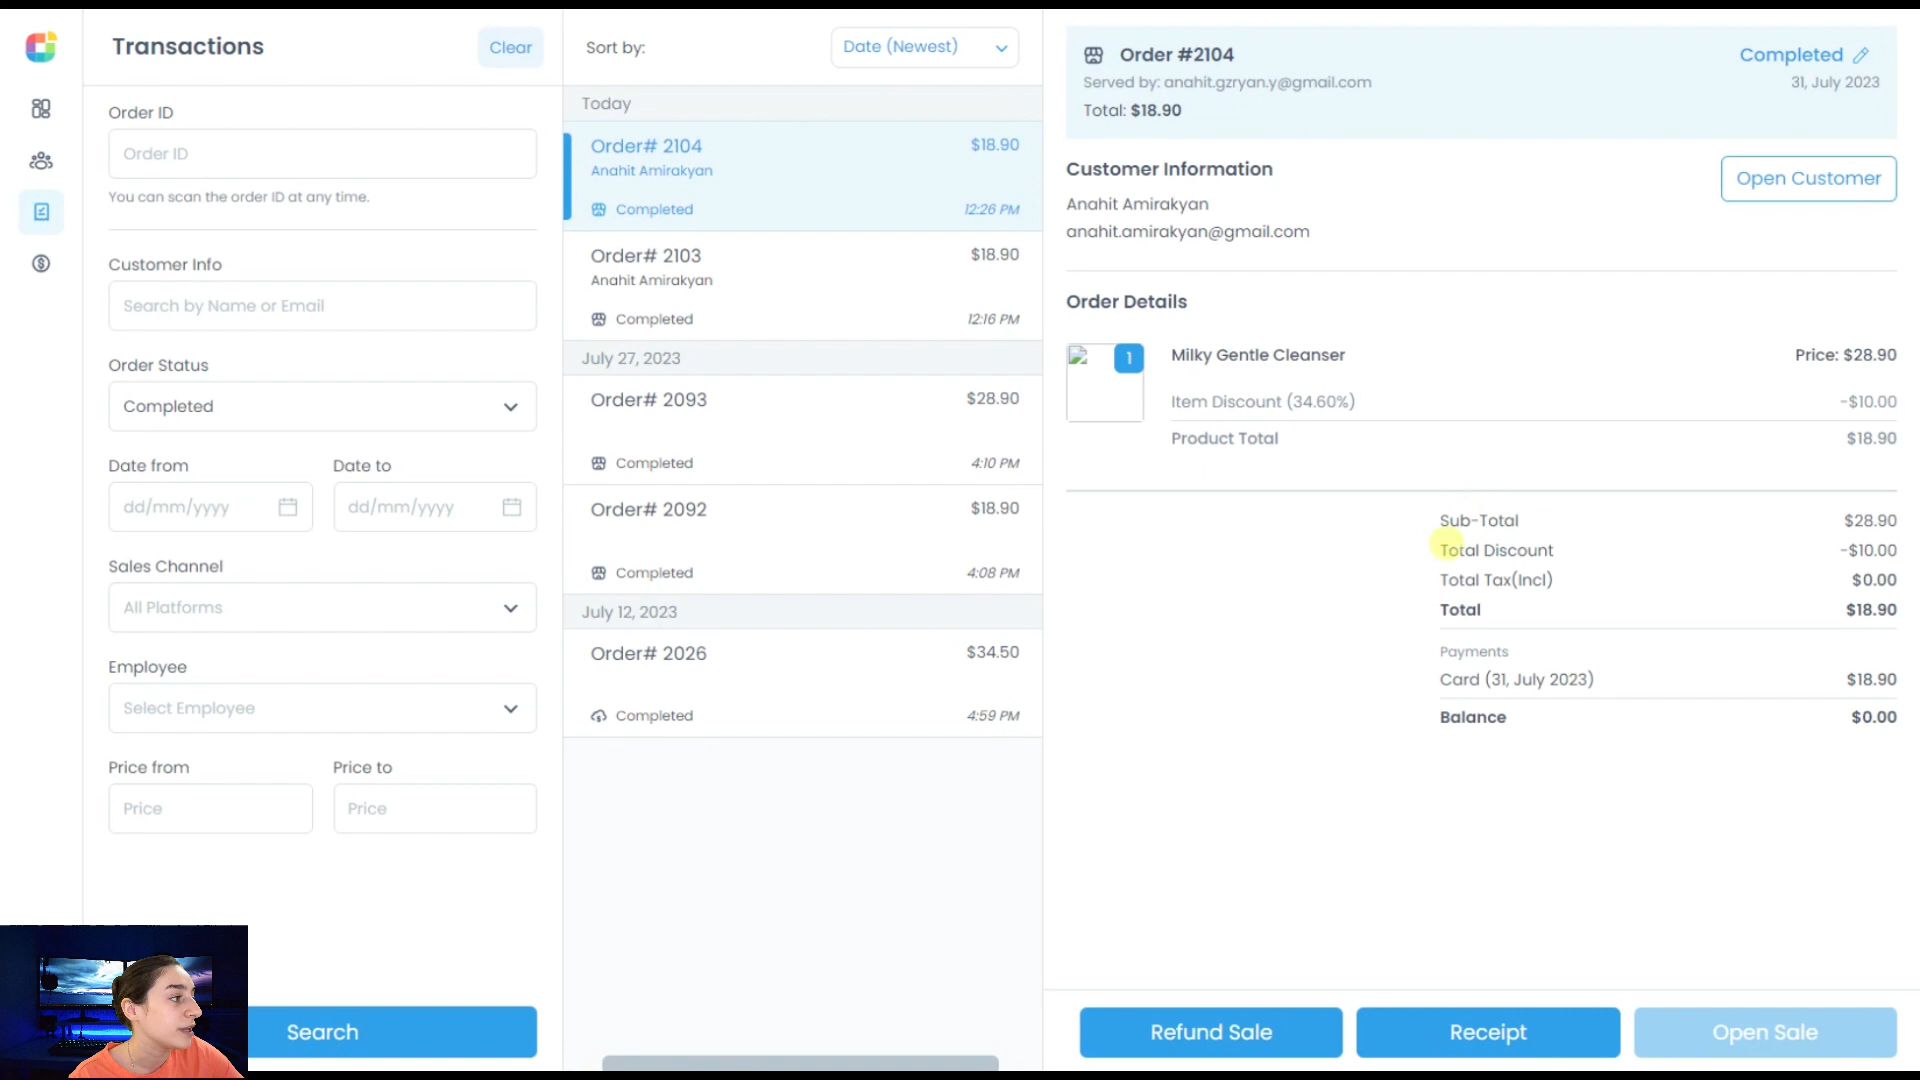 Transactions
Clear
Order ID
Order ID
You can scan the order ID at any time.
Customer Info
Search by Name or Email
Order Status
Completed
Date from
Date to
dd/mm/yyyy
dd/mm/yyyy
Sales Channel
All Platforms
Employee
Select Employee
Price from
Price to
Price
Price
Search
Sort by:
Date (Newest)
Today
Order# 2104
$18.90
Anahit Amirakyan
Completed
12:26 PM
Order# 2103
$18.90
Anahit Amirakyan
Completed
12:16 PM
July 27, 2023
Order# 2093
$28.90
Completed
4:10 PM
Order# 2092
$18.90
Completed
4:08 PM
July 12, 2023
Order# 2026
$34.50
Completed
4:59 PM
Order #2104
Completed
Served by: anahit.gzryan.y@gmail.com
31, July 2023
Total: $18.90
Customer Information
Open Customer
Anahit Amirakyan
anahit.amirakyan@gmail.com
Order Details
1
Milky Gentle Cleanser
Price: $28.90
Item Discount (34.60%)
-$10.00
Product Total
$18.90
Sub-Total
$28.90
Total Discount
-$10.00
Total Tax(Incl)
$0.00
Total
$18.90
Payments
Card (31, July 2023)
$18.90
Balance
$0.00
Refund Sale
Receipt
Open Sale